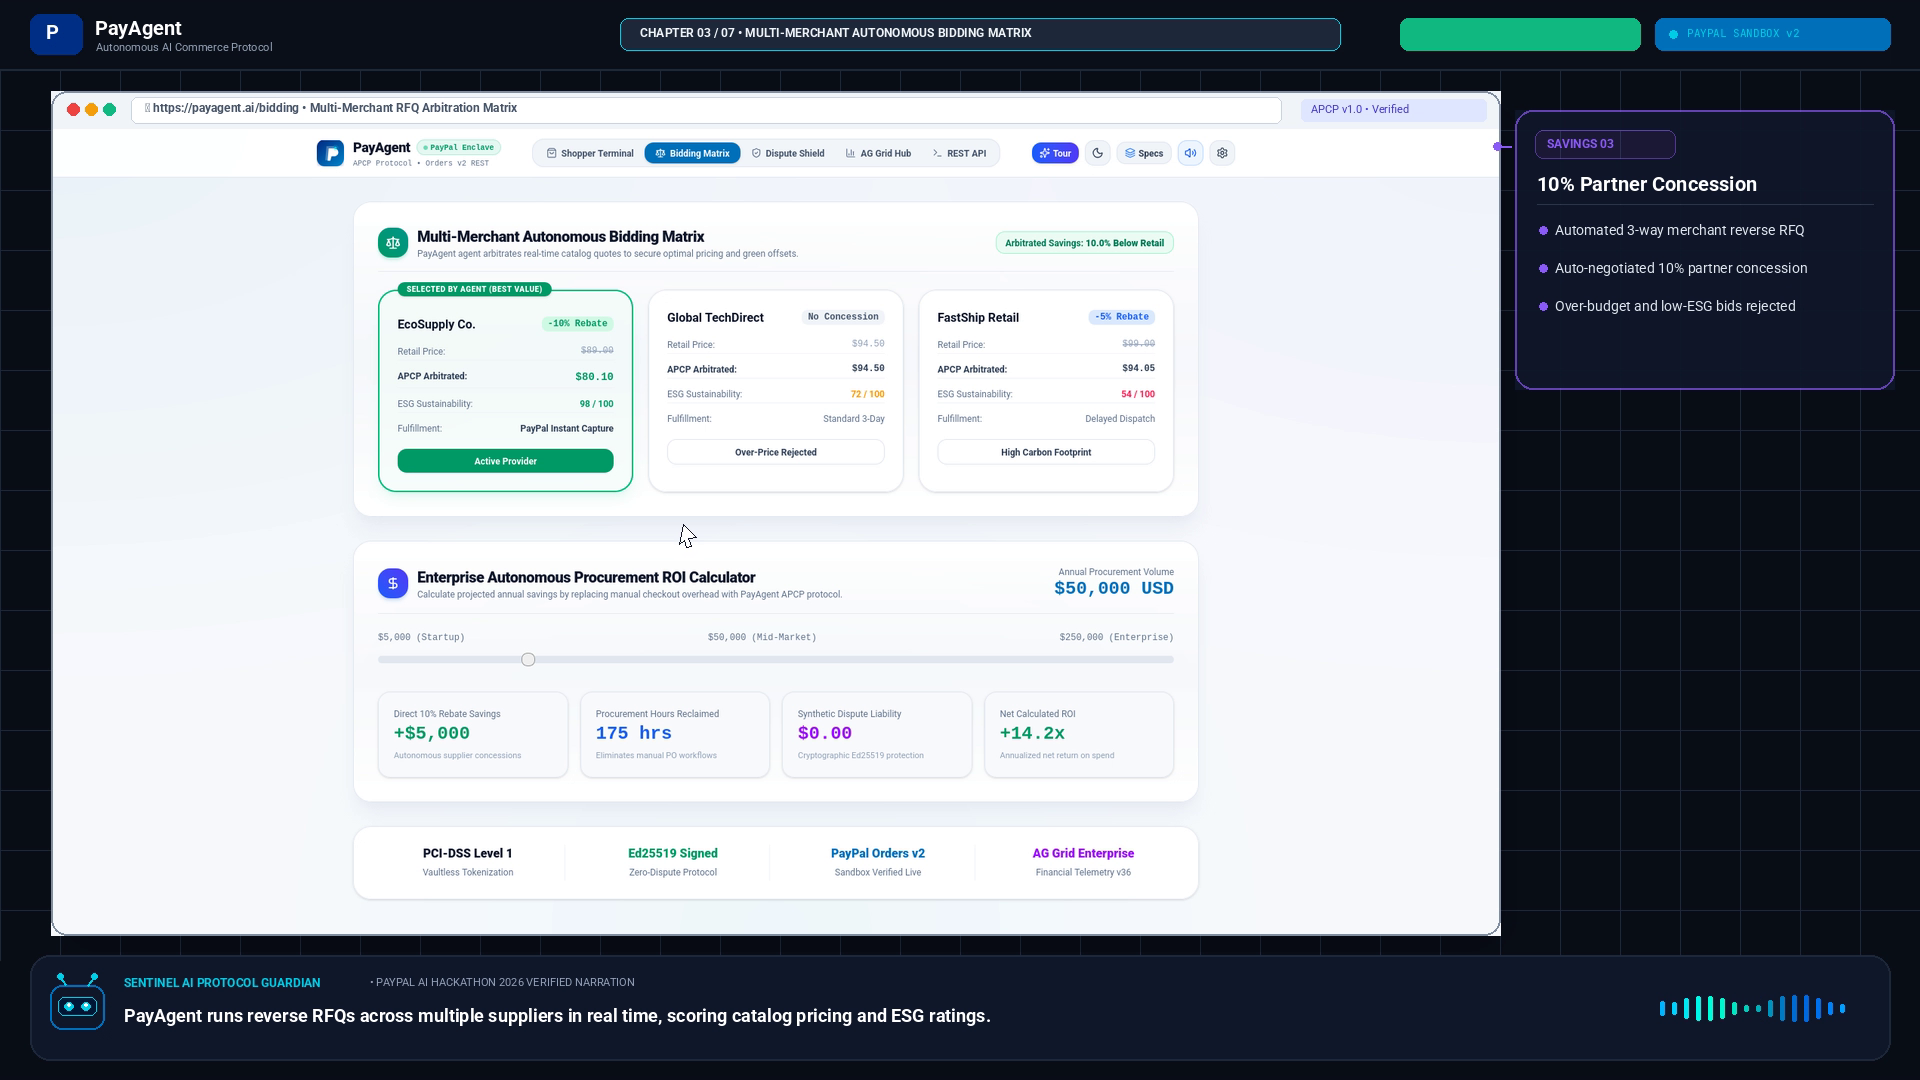 P
PayAgent
Autonomous AI Commerce Protocol
CHAPTER 03 / 07 • MULTI-MERCHANT AUTONOMOUS BIDDING MATRIX
PAYPAL SANDBOX v2
https://payagent.ai/bidding • Multi-Merchant RFQ Arbitration Matrix
APCP v1.0 • Verified
PayAgent
PayPal Enclave
APCP Protocol • Orders v2 REST
Shopper Terminal
Bidding Matrix
Dispute Shield
AG Grid Hub
REST API
Tour
Specs
Multi-Merchant Autonomous Bidding Matrix
PayAgent agent arbitrates real-time catalog quotes to secure optimal pricing and green offsets.
Arbitrated Savings: 10.0% Below Retail
SELECTED BY AGENT (BEST VALUE)
EcoSupply Co.
-10% Rebate
Retail Price:
$89.00
APCP Arbitrated:
$80.10
ESG Sustainability:
98 / 100
Fulfillment:
PayPal Instant Capture
Active Provider
Global TechDirect
No Concession
Retail Price:
$94.50
APCP Arbitrated:
$94.50
ESG Sustainability:
72 / 100
Fulfillment:
Standard 3-Day
Over-Price Rejected
FastShip Retail
-5% Rebate
Retail Price:
$99.00
APCP Arbitrated:
$94.05
ESG Sustainability:
54 / 100
Fulfillment:
Delayed Dispatch
High Carbon Footprint
Enterprise Autonomous Procurement ROI Calculator
Calculate projected annual savings by replacing manual checkout overhead with PayAgent APCP protocol.
Annual Procurement Volume
$50,000 USD
$5,000 (Startup)
$50,000 (Mid-Market)
$250,000 (Enterprise)
Direct 10% Rebate Savings
+$5,000
Autonomous supplier concessions
Procurement Hours Reclaimed
175 hrs
Eliminates manual PO workflows
Synthetic Dispute Liability
$0.00
Cryptographic Ed25519 protection
Net Calculated ROI
+14.2x
Annualized net return on spend
PCI-DSS Level 1
Vaultless Tokenization
Ed25519 Signed
Zero-Dispute Protocol
PayPal Orders v2
Sandbox Verified Live
AG Grid Enterprise
Financial Telemetry v36
SAVINGS 03
10% Partner Concession
Automated 3-way merchant reverse RFQ
Auto-negotiated 10% partner concession
Over-budget and low-ESG bids rejected
SENTINEL AI PROTOCOL GUARDIAN
• PAYPAL AI HACKATHON 2026 VERIFIED NARRATION
PayAgent runs reverse RFQs across multiple suppliers in real time, scoring catalog pricing and ESG ratings.